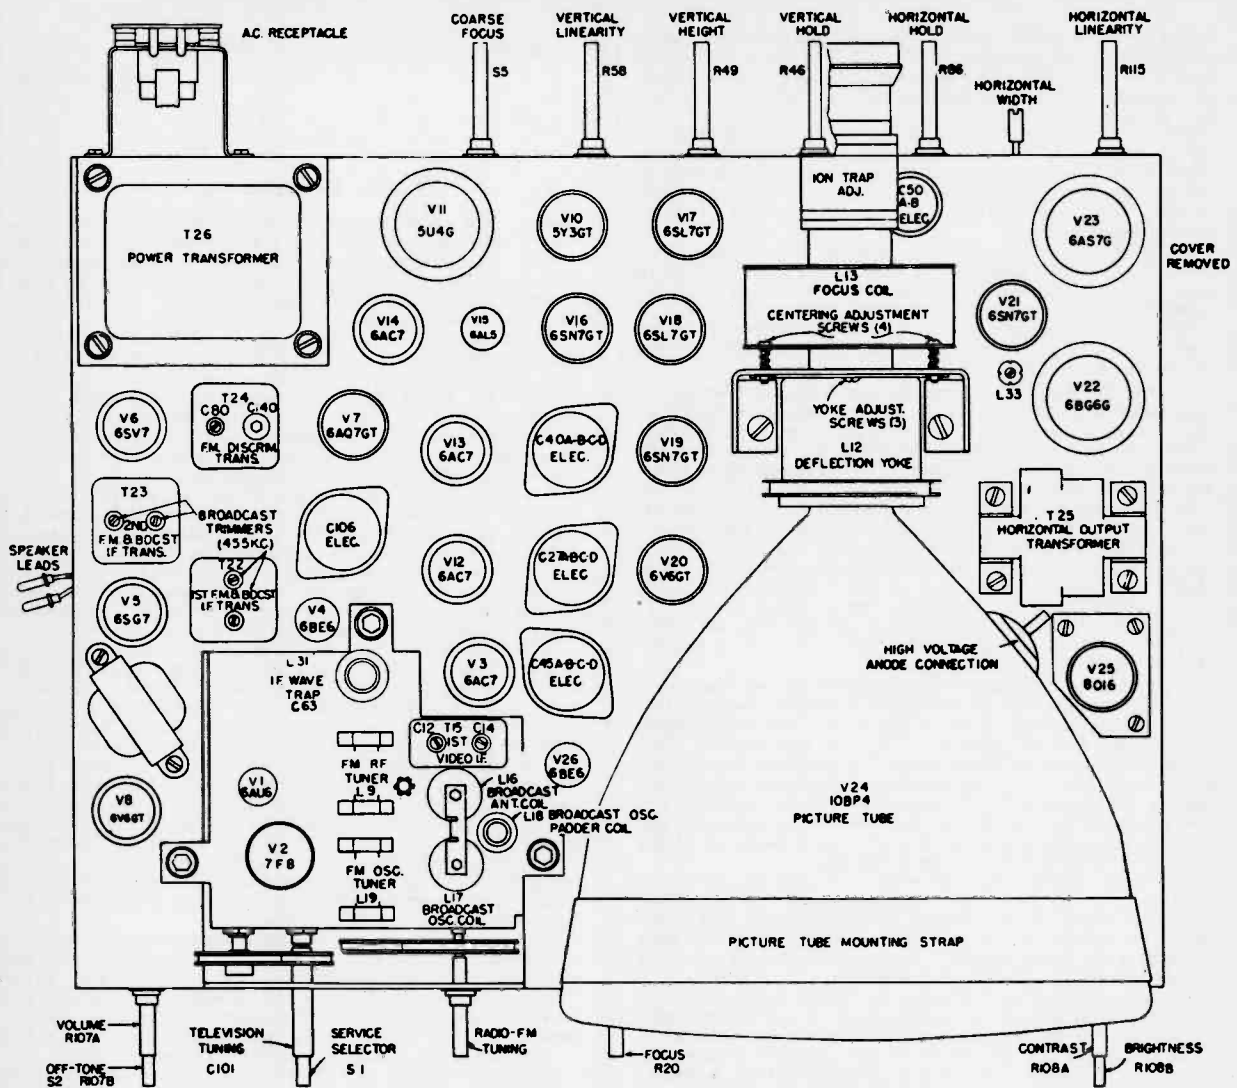 A.C. RECEPTACLE
COARSE
FOCUS
S5
VERTICAL
LINEARITY
R58
VERTICAL
HEIGHT
R49
VERTICAL
HOLD
R46
HORIZONTAL
HOLD
R86
HORIZONTAL
WIDTH
HORIZONTAL
LINEARITY
R115
T26
POWER TRANSFORMER
V11
5U4G
V10
5Y3GT
V17
6SL7GT
ION TRAP
ADJ.
C50
A-B
ELEC
V23
6AS7G
COVER
REMOVED
V14
6AC7
V15
6AL5
V16
6SN7GT
V18
6SL7GT
L13
FOCUS COIL
CENTERING ADJUSTMENT
SCREWS (4)
V21
6SN7GT
L33
V22
6BG6G
V6
6SV7
T24
C80 C140
F.M. DISCRIM.
TRANS.
V7
6AQ7GT
V13
6AC7
C40A-B-C-D
ELEC.
V19
6SN7GT
YOKE ADJUST.
SCREWS (3)
L12
DEFLECTION YOKE
T23
2ND
F.M & BDCST
I.F TRANS.
BROADCAST
TRIMMERS
(455KC)
T22
1ST F.M & BDCST
I.F. TRANS
C106
ELEC.
V12
6AC7
C27A-B-C-D
ELEC
V20
6V6GT
T25
HORIZONTAL OUTPUT
TRANSFORMER
SPEAKER
LEADS
V5
6SG7
V4
6BE6
L31
I.F. WAVE
TRAP
C63
V3
6AC7
C45A-B-C-D
ELEC
HIGH VOLTAGE
ANODE CONNECTION
V25
8016
C12 T15 C14
1ST
VIDEO I.F.
V26
6BE6
V1
6AU6
FM RF
TUNER
L9
L16
BROADCAST
ANT. COIL
L18 BROADCAST OSC.
PADDER COIL
V24
10BP4
PICTURE TUBE
V8
6V6GT
V2
7F8
FM OSC.
TUNER
L19
L17
BROADCAST
OSC. COIL
PICTURE TUBE MOUNTING STRAP
VOLUME
R107A
OFF-TONE
S2 R107B
TELEVISION
TUNING
C101
SERVICE
SELECTOR
S1
RADIO-FM
TUNING
FOCUS
R20
CONTRAST
R108A
BRIGHTNESS
R108B